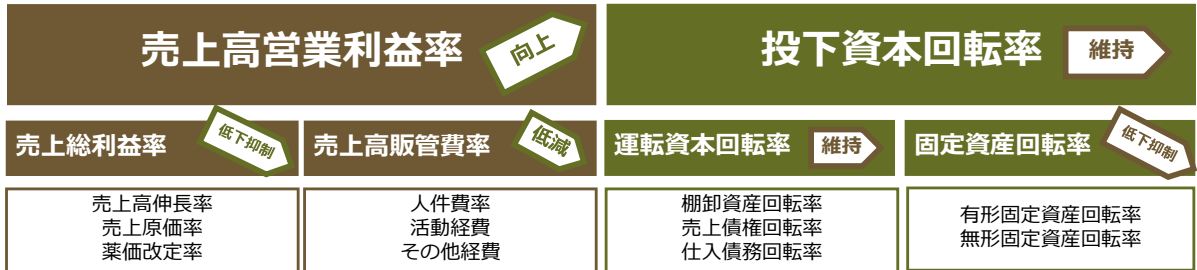 売上高営業利益率 向上
投下資本回転率 維持
売上総利益率 低下抑制
売上高販管費率 低減
運転資本回転率 維持
固定資産回転率 低下抑制
売上高伸長率
売上原価率
薬価改定率
人件費率
活動経費
その他経費
棚卸資産回転率
売上債権回転率
仕入債務回転率
有形固定資産回転率
無形固定資産回転率